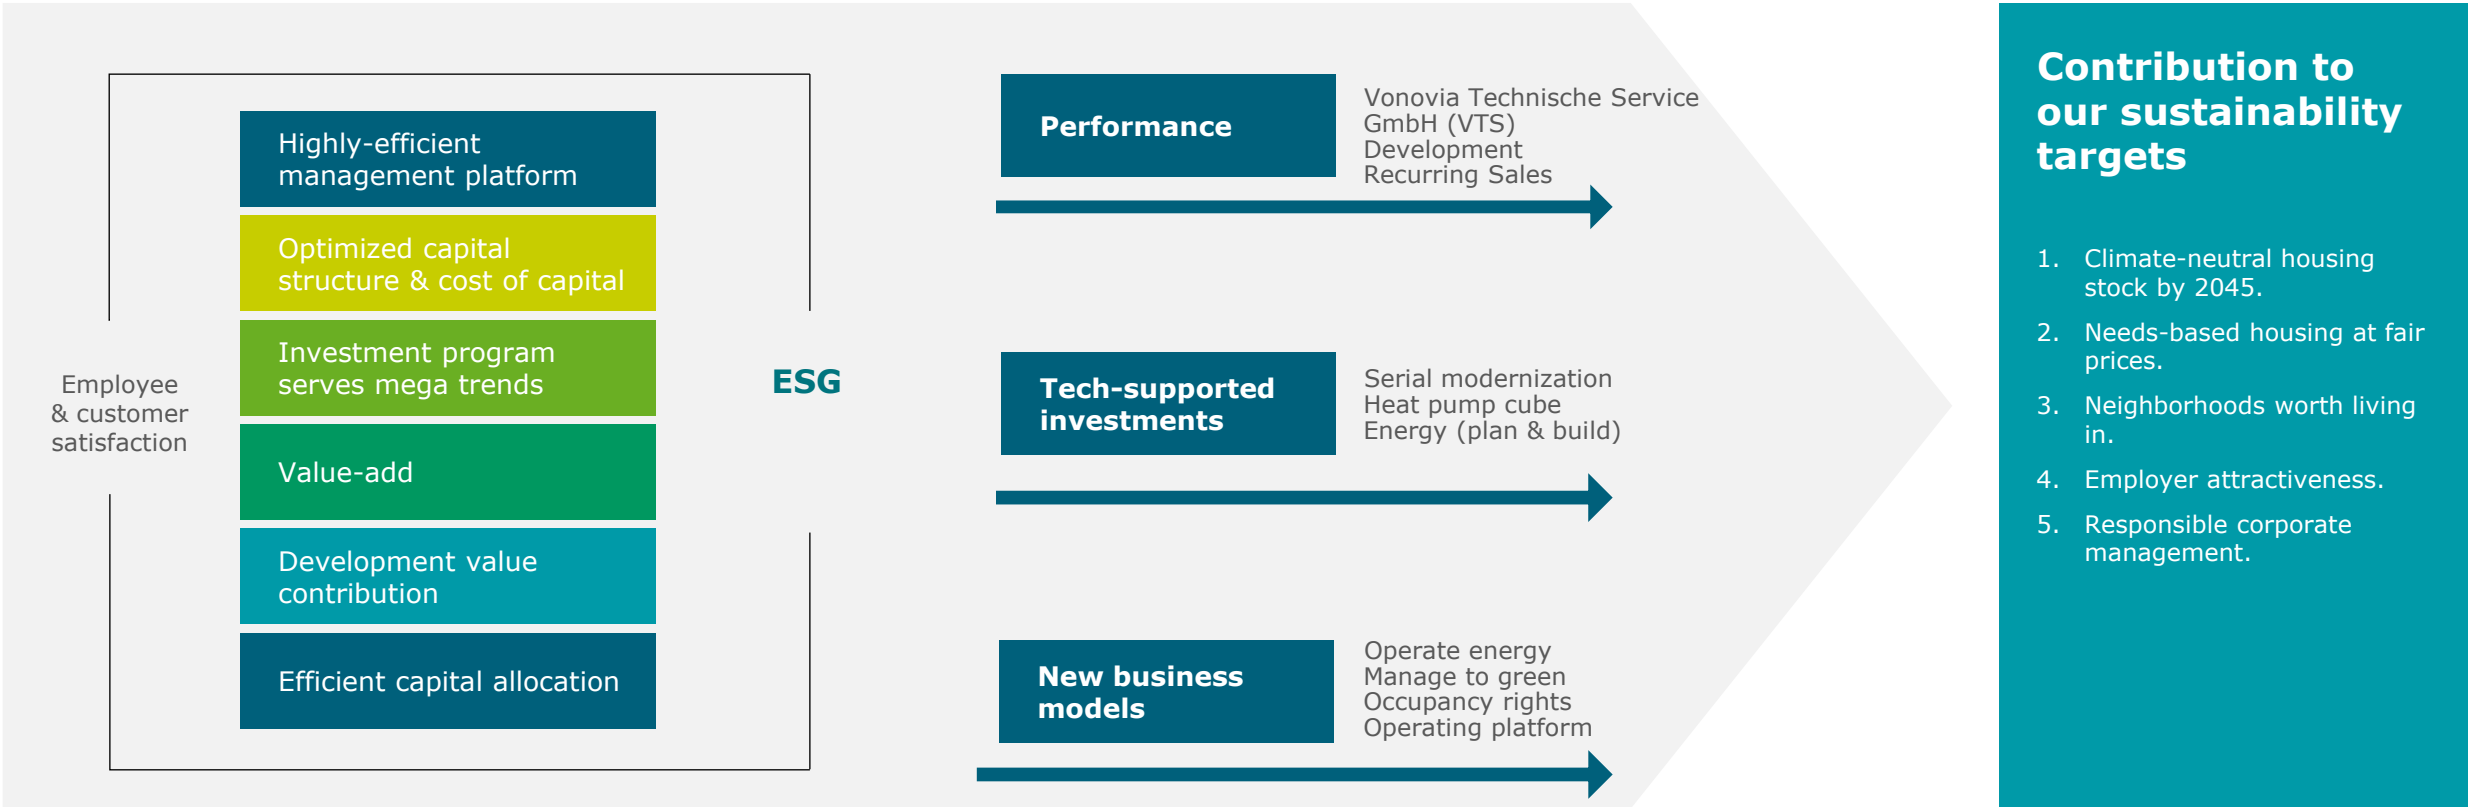 Employee
& customer
satisfaction
Highly-efficient
management platform
Optimized capital
structure & cost of capital
Investment program
serves mega trends
Value-add
Development value
contribution
Efficient capital allocation
ESG
Performance
Vonovia Technische Service
GmbH (VTS)
Development
Recurring Sales
Tech-supported
investments
Serial modernization
Heat pump cube
Energy (plan & build)
New business
models
Operate energy
Manage to green
Occupancy rights
Operating platform
Contribution to
our sustainability
targets
1. Climate-neutral housing
stock by 2045.
2. Needs-based housing at fair
prices.
3. Neighborhoods worth living
in.
4. Employer attractiveness.
5. Responsible corporate
management.